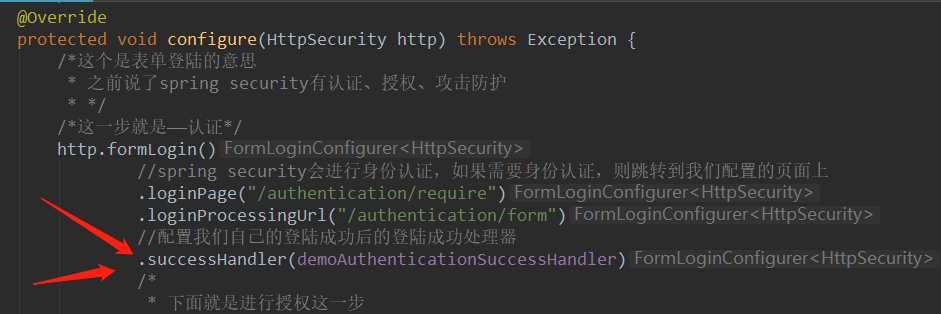 @Override
protected void configure(HttpSecurity http) throws Exception {
/*这个是表单登陆的意思
* 之前说了spring security有认证、授权、攻击防护
* */
/*这一步就是——认证*/
http.formLogin() FormLoginConfigurer<HttpSecurity>
//spring security会进行身份认证，如果需要身份认证，则跳转到我们配置的页面上
.loginPage("/authentication/require") FormLoginConfigurer<HttpSecurity>
.loginProcessingUrl("/authentication/form") FormLoginConfigurer<HttpSecurity>
//配置我们自己的登陆成功后的登陆成功处理器
.successHandler(demoAuthenticationSuccessHandler) FormLoginConfigurer<HttpSecurity>
/*
* 下面就是进行授权这一步